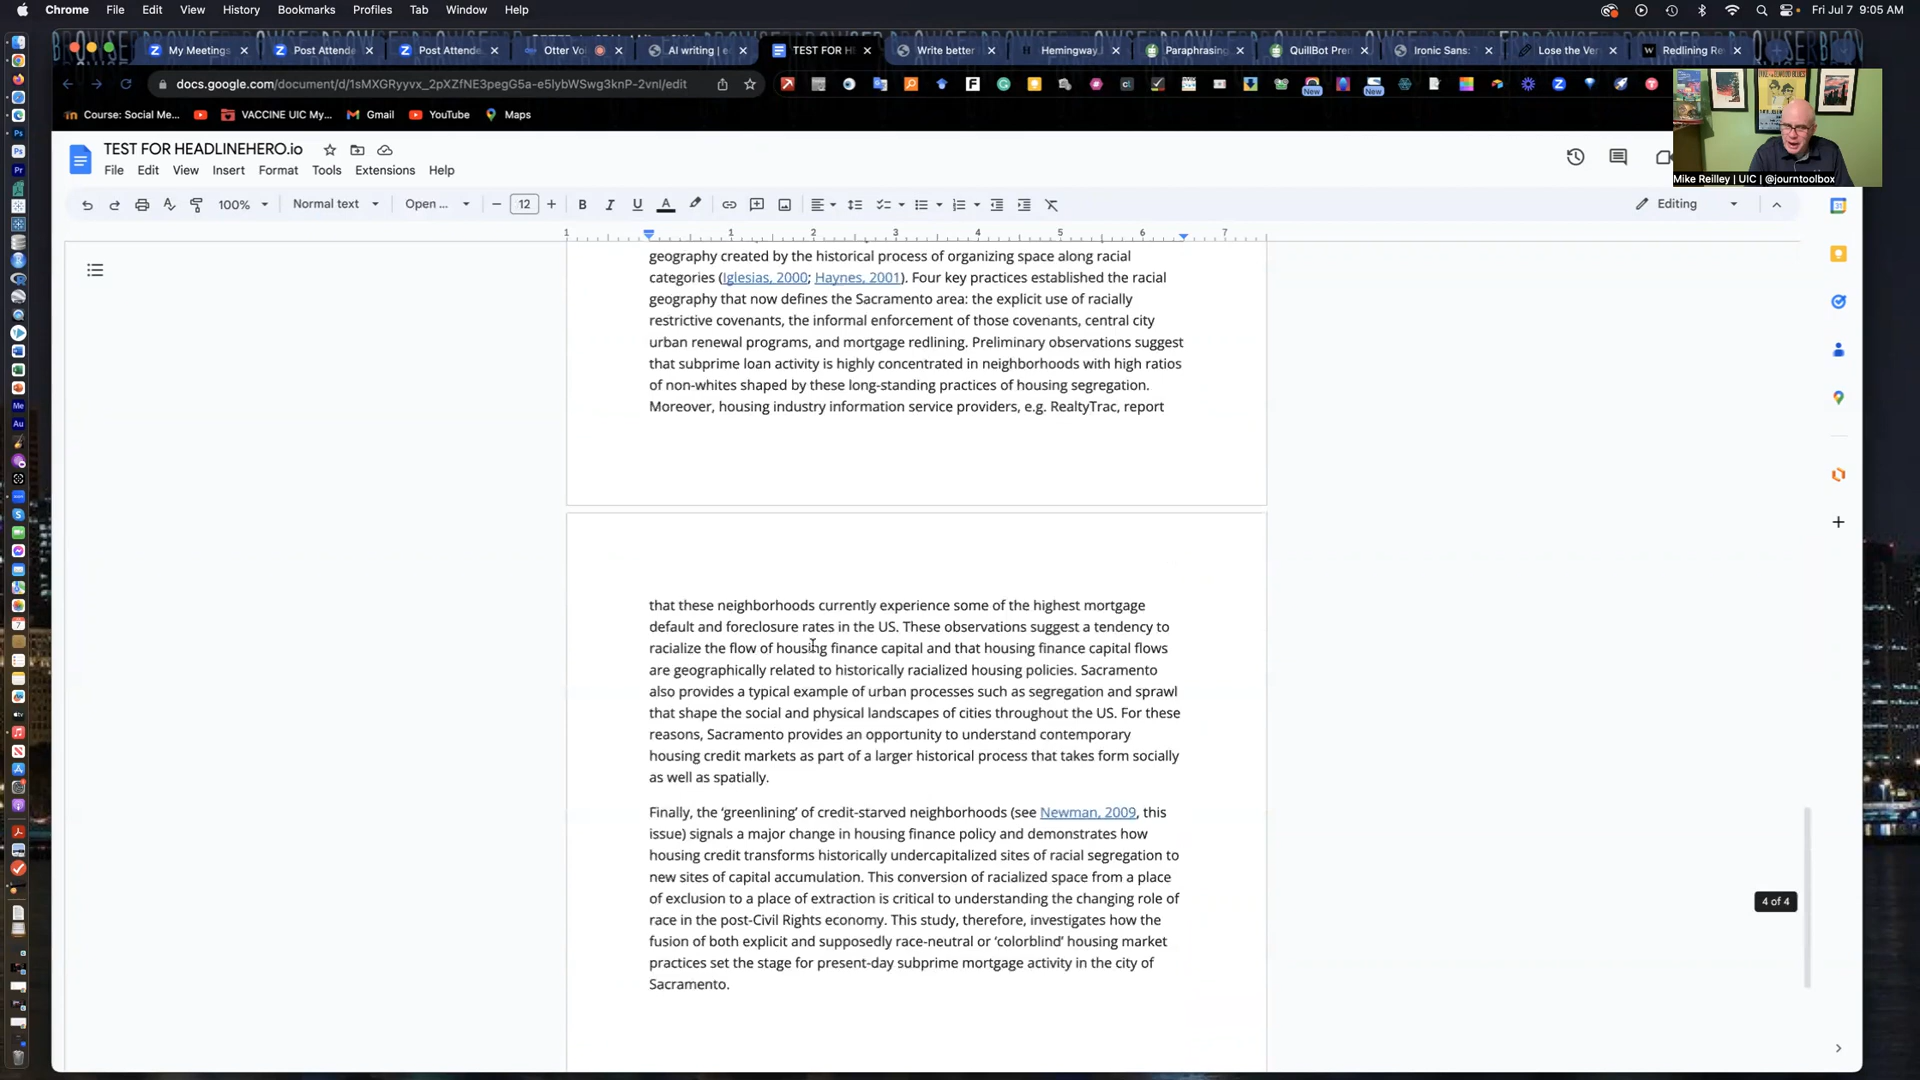 Chrome File Edit View History Bookmarks Profiles Tab Window Help Fri Jul 7 9:05 AM
My Meetings Post Attende Post Attende Otter Voi AI writing | e TEST FOR H Write better Hemingway Paraphrasing QuillBot Pren Ironic Sans: T Lose the Ver Redlining Re
docs.google.com/document/d/1sMXGRyyvx_2pXZfNE3pegG5a-e5lybWSwg3knP-2vnI/edit
New New
Course: Social Me... VACCINE UIC My... Gmail YouTube Maps
Mike Reilley | UIC | @journtoolbox
TEST FOR HEADLINEHERO.io
File Edit View Insert Format Tools Extensions Help
100% Normal text Open ... 12 Editing
1 1 2 3 4 5 6 7
geography created by the historical process of organizing space along racial
categories (Iglesias, 2000; Haynes, 2001). Four key practices established the racial
geography that now defines the Sacramento area: the explicit use of racially
restrictive covenants, the informal enforcement of those covenants, central city
urban renewal programs, and mortgage redlining. Preliminary observations suggest
that subprime loan activity is highly concentrated in neighborhoods with high ratios
of non-whites shaped by these long-standing practices of housing segregation.
Moreover, housing industry information service providers, e.g. RealtyTrac, report
that these neighborhoods currently experience some of the highest mortgage
default and foreclosure rates in the US. These observations suggest a tendency to
racialize the flow of housing finance capital and that housing finance capital flows
are geographically related to historically racialized housing policies. Sacramento
also provides a typical example of urban processes such as segregation and sprawl
that shape the social and physical landscapes of cities throughout the US. For these
reasons, Sacramento provides an opportunity to understand contemporary
housing credit markets as part of a larger historical process that takes form socially
as well as spatially.
Finally, the ‘greenlining’ of credit-starved neighborhoods (see Newman, 2009, this
issue) signals a major change in housing finance policy and demonstrates how
housing credit transforms historically undercapitalized sites of racial segregation to
new sites of capital accumulation. This conversion of racialized space from a place
of exclusion to a place of extraction is critical to understanding the changing role of
race in the post-Civil Rights economy. This study, therefore, investigates how the
fusion of both explicit and supposedly race-neutral or ‘colorblind’ housing market
practices set the stage for present-day subprime mortgage activity in the city of
Sacramento.
4 of 4